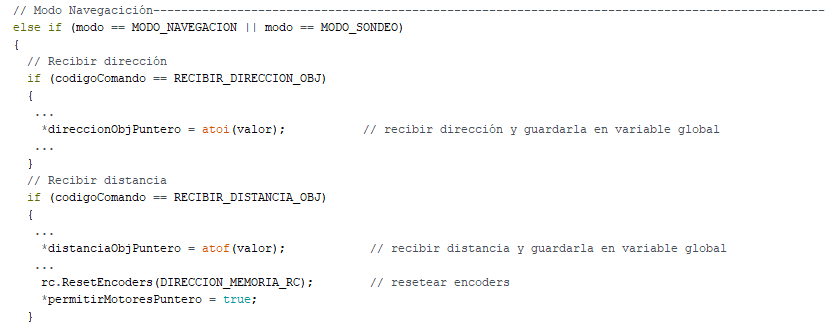 // Modo Navegacición------------------------------------------------------------------------------------------------
else if (modo == MODO_NAVEGACION || modo == MODO_SONDEO)
{
// Recibir dirección
if (codigoComando == RECIBIR_DIRECCION_OBJ)
{
...
*direccionObjPuntero = atoi(valor); // recibir dirección y guardarla en variable global
...
}
// Recibir distancia
if (codigoComando == RECIBIR_DISTANCIA_OBJ)
{
...
*distanciaObjPuntero = atof(valor); // recibir distancia y guardarla en variable global
...
rc.ResetEncoders(DIRECCION_MEMORIA_RC); // resetear encoders
*permitirMotoresPuntero = true;
}